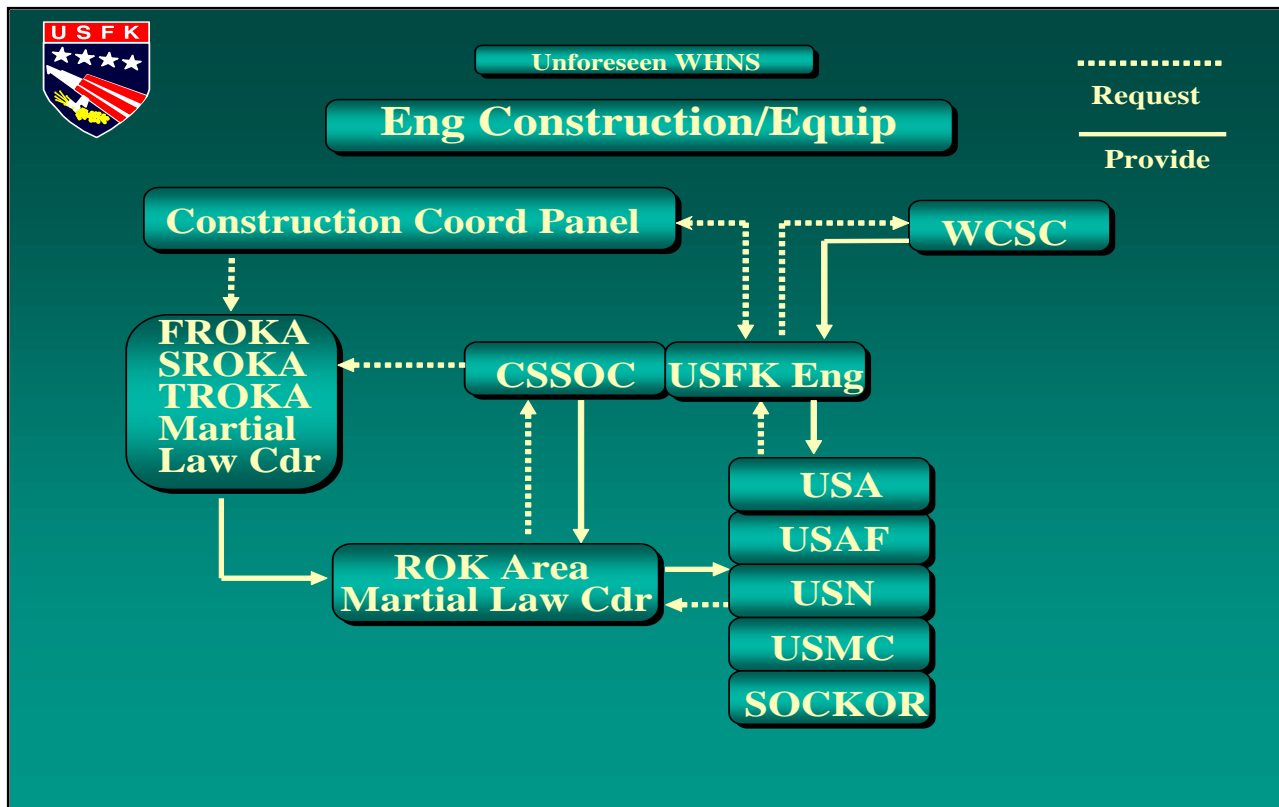 USFK
Unforeseen WHNS
Request
Eng Construction/Equip
Provide
Construction Coord Panel
WCSC
FROKA
SROKA
TROKA
Martial
Law Cdr
CSSOC
USFK Eng
USA
USAF
ROK Area
Martial Law Cdr
USN
USMC
SOCKOR